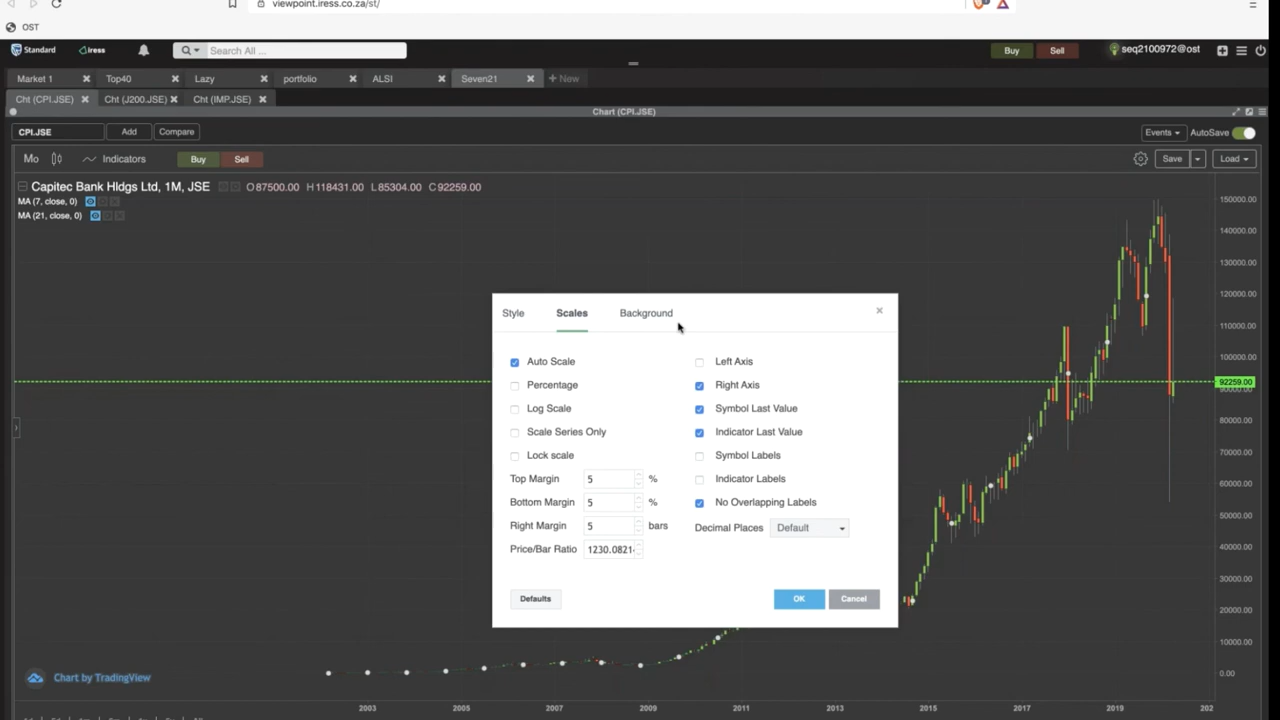 viewpoint.iress.co.za/st/
OST
Standard iress Search All ... Buy Sell seq2100972@ost
Market 1 Top40 Lazy portfolio ALSI Seven21 New
Cht (CPI.JSE) Cht (J200.JSE) Cht (IMP.JSE)
Chart (CPI.JSE)
CPI.JSE Add Compare Events AutoSave
Mo Indicators Buy Sell Save Load
Capitec Bank Hldgs Ltd, 1M, JSE O87500.00 H118431.00 L85304.00 C92259.00
MA (7, close, 0)
MA (21, close, 0)
150000.00
140000.00
130000.00
120000.00
110000.00
100000.00
92259.00
90000.00
80000.00
70000.00
60000.00
50000.00
40000.00
30000.00
20000.00
10000.00
0.00
Style Scales Background
Auto Scale Left Axis
Percentage Right Axis
Log Scale Symbol Last Value
Scale Series Only Indicator Last Value
Lock scale Symbol Labels
Top Margin 5 % Indicator Labels
Bottom Margin 5 % No Overlapping Labels
Right Margin 5 bars Decimal Places Default
Price/Bar Ratio 1230.0821
Defaults OK Cancel
Chart by TradingView
2003 2005 2007 2009 2011 2013 2015 2017 2019 202